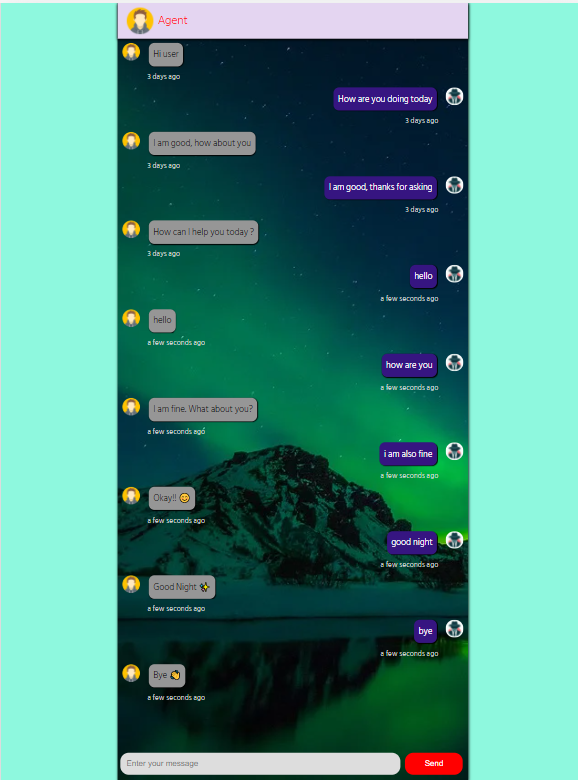 Agent
Hi user
3 days ago
How are you doing today
3 days ago
I am good, how about you
3 days ago
I am good, thanks for asking
3 days ago
How can I help you today ?
3 days ago
hello
a few seconds ago
hello
a few seconds ago
how are you
a few seconds ago
I am fine. What about you?
a few seconds ago
i am also fine
a few seconds ago
Okay!! 😊
a few seconds ago
good night
a few seconds ago
Good Night ✨
a few seconds ago
bye
a few seconds ago
Bye 👏
a few seconds ago
Enter your message
Send